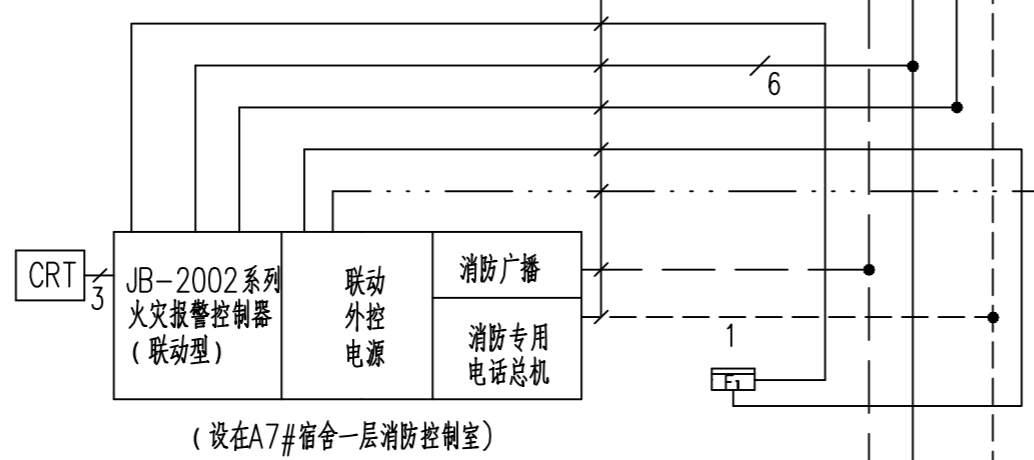 6
CRT
3
JB-2002系列
火灾报警控制器
(联动型)
联动
外控
电源
消防广播
消防专用
电话总机
1
F1
(设在A7#宿舍一层消防控制室)